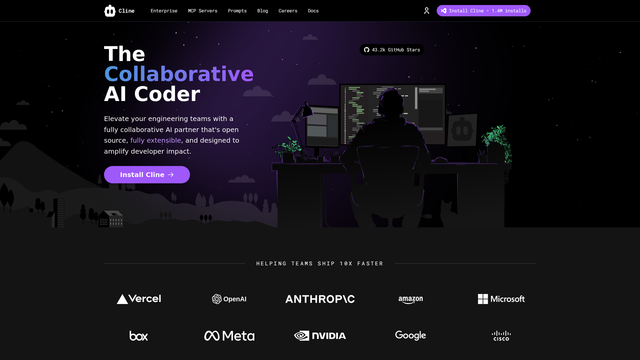 Cline
Enterprise
MCP Servers
Prompts
Blog
Careers
Docs
Install Cline • 1.4M installs
43.2k GitHub Stars
The
Collaborative
AI Coder
Elevate your engineering teams with a
fully collaborative AI partner that's open
source, fully extensible, and designed to
amplify developer impact.
Install Cline →
HELPING TEAMS SHIP 10X FASTER
Vercel
OpenAI
ANTHROP\C
amazon
Microsoft
box
Meta
NVIDIA
Google
CISCO